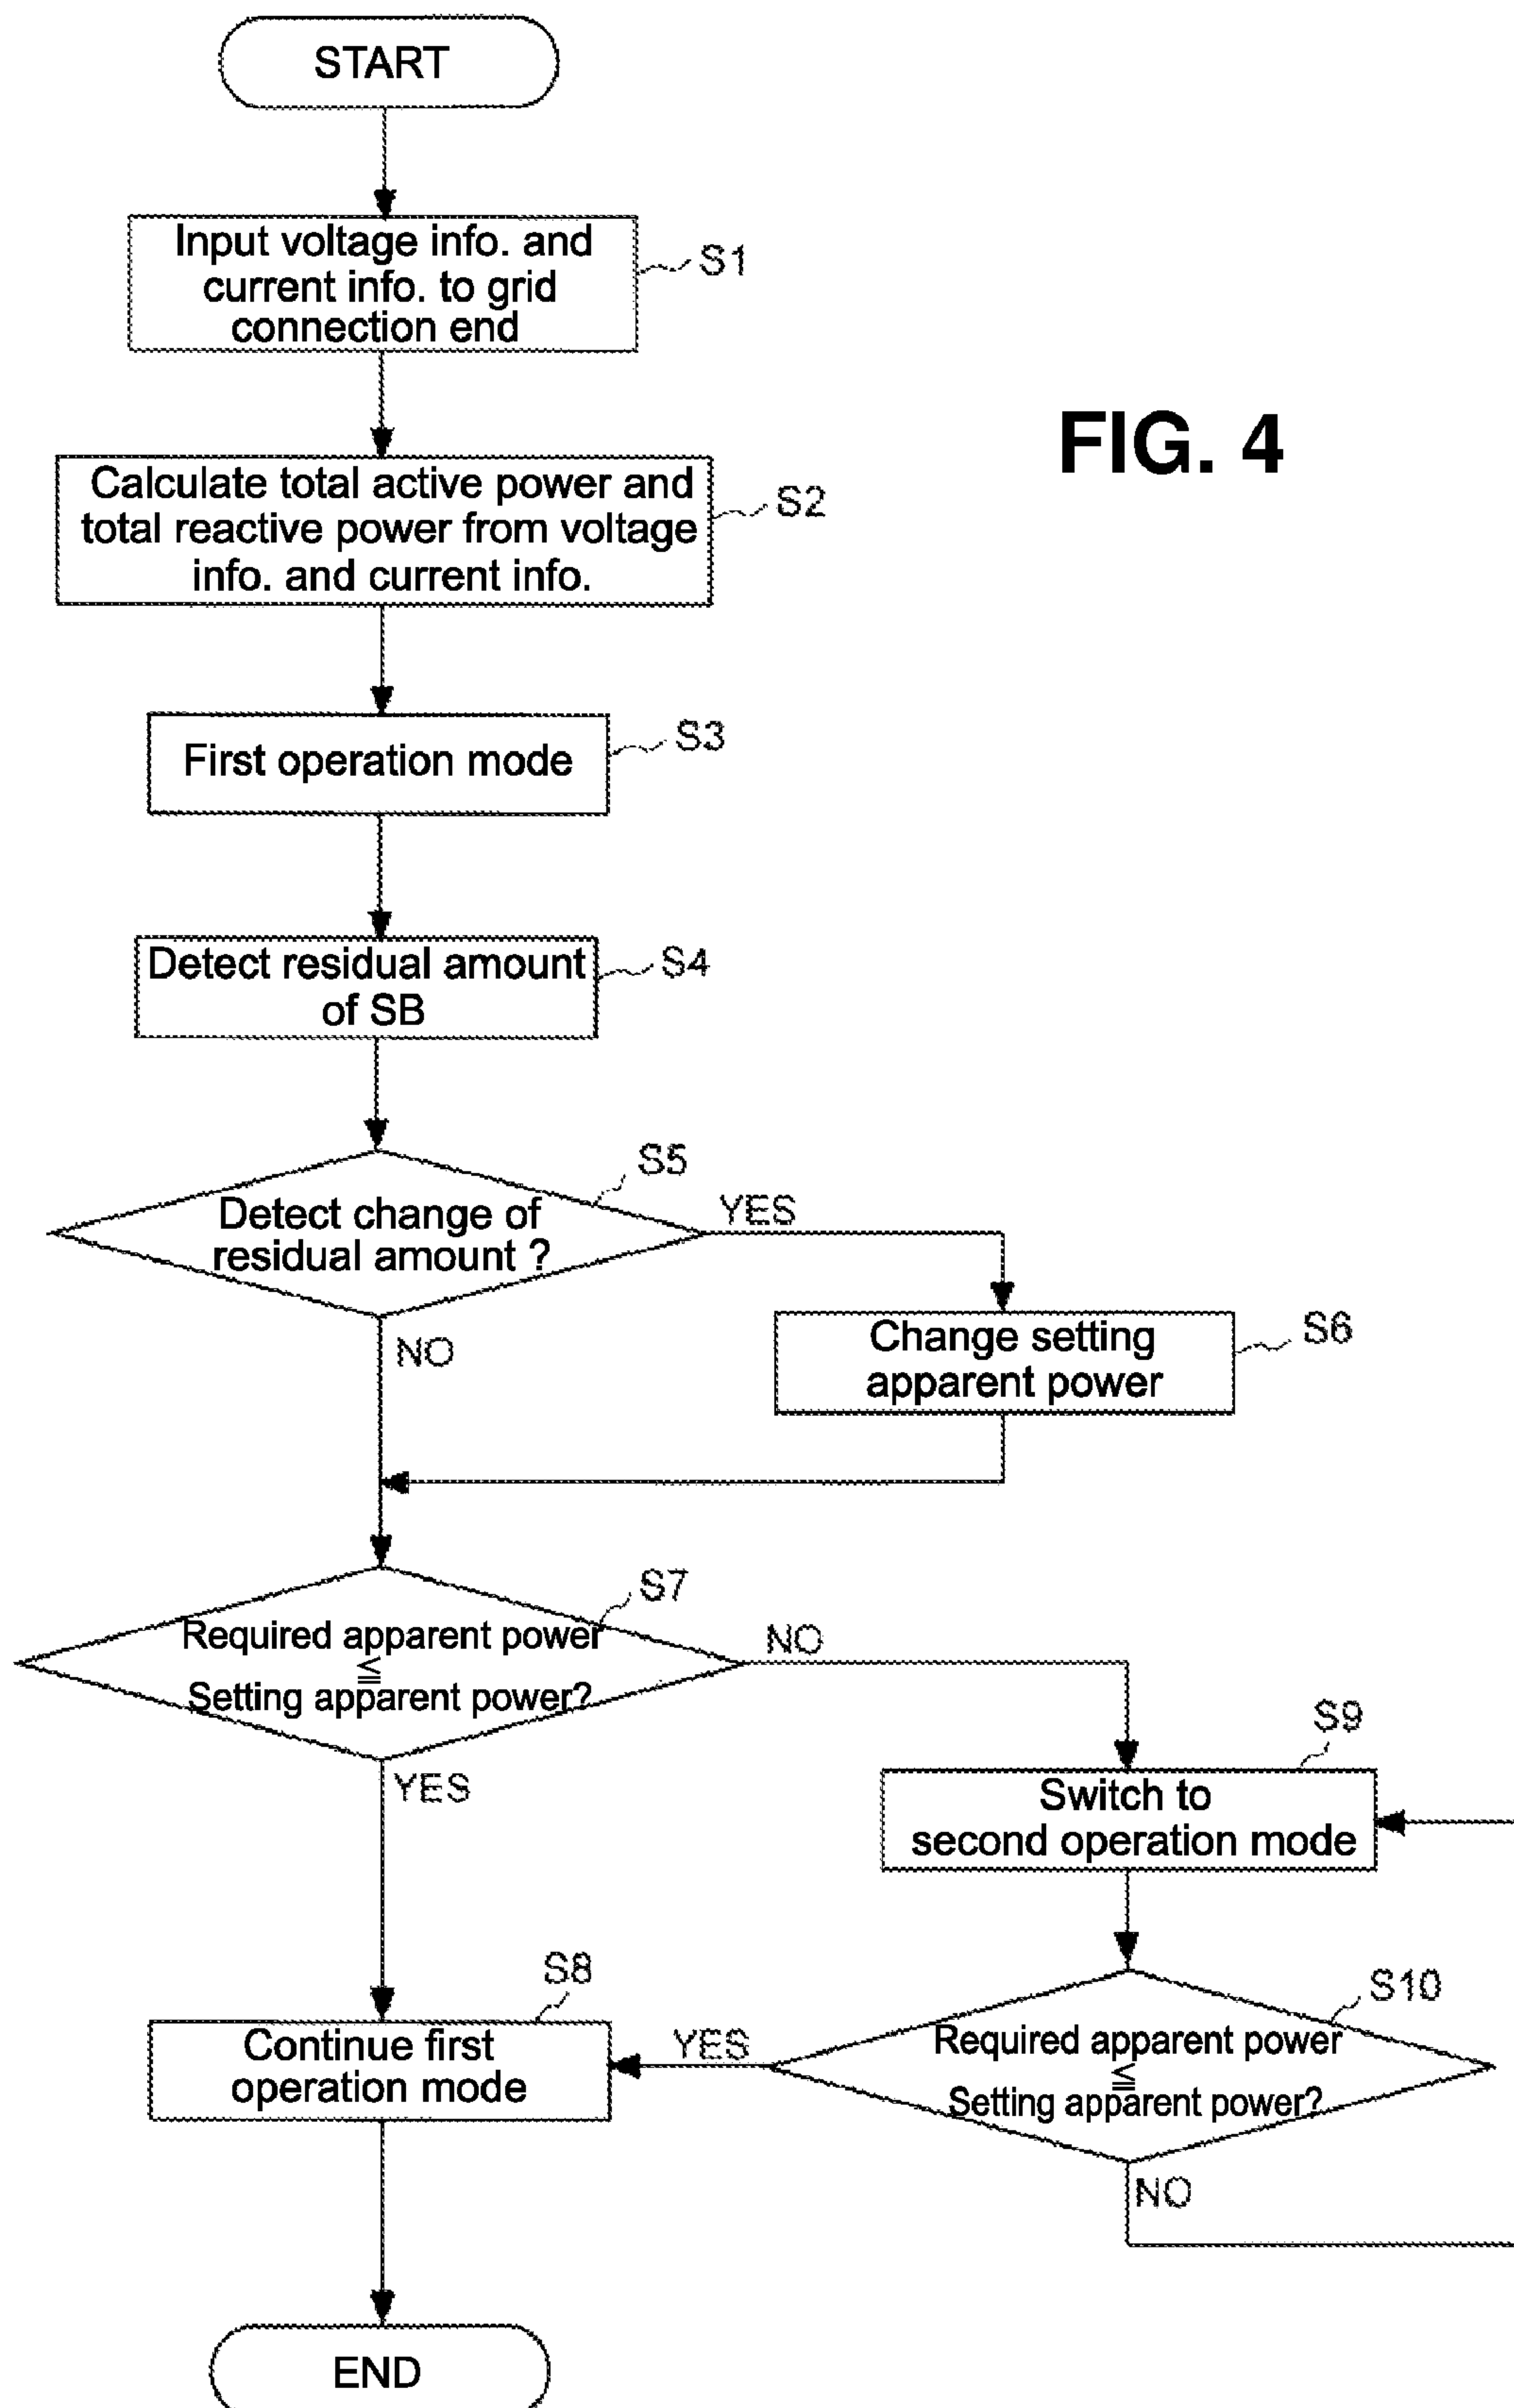 START
Input voltage info. and
current info. to grid
connection end
S1
FIG. 4
Calculate total active power and
total reactive power from voltage
info. and current info.
S2
First operation mode
S3
Detect residual amount
of SB
S4
Detect change of
residual amount ?
S5
YES
NO
Change setting
apparent power
S6
Required apparent power
≦
Setting apparent power?
S7
NO
YES
Switch to
second operation mode
S9
Continue first
operation mode
S8
YES
Required apparent power
≦
Setting apparent power?
S10
NO
END